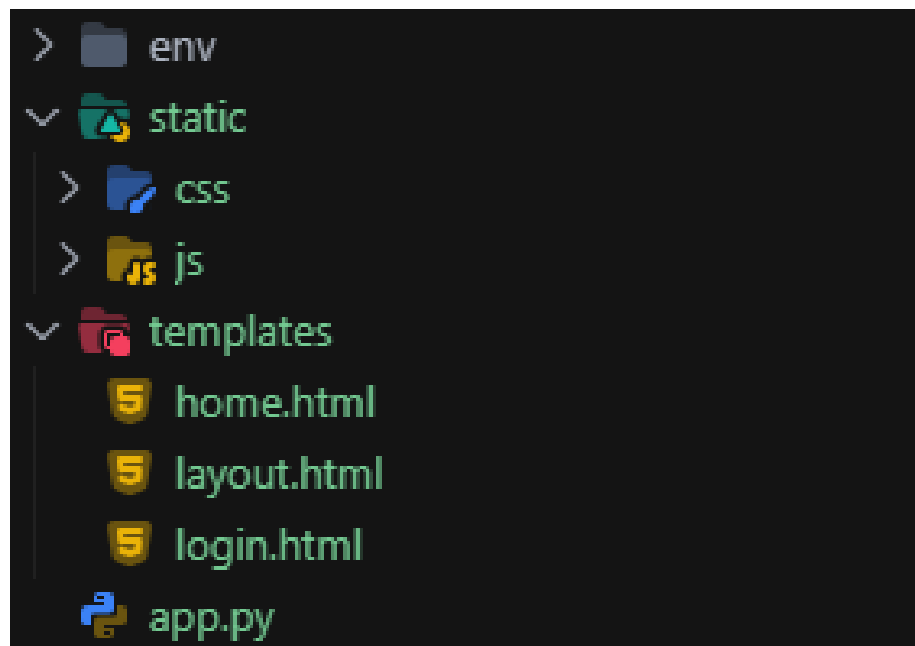 env
static
css
js
templates
home.html
layout.html
login.html
app.py